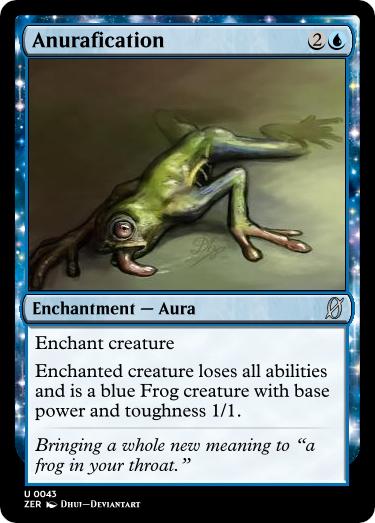 Anurafication 2
Enchantment — Aura
Enchant creature
Enchanted creature loses all abilities
and is a blue Frog creature with base
power and toughness 1/1.
Bringing a whole new meaning to “a
frog in your throat.”
U 0043
ZER Dhui—Deviantart